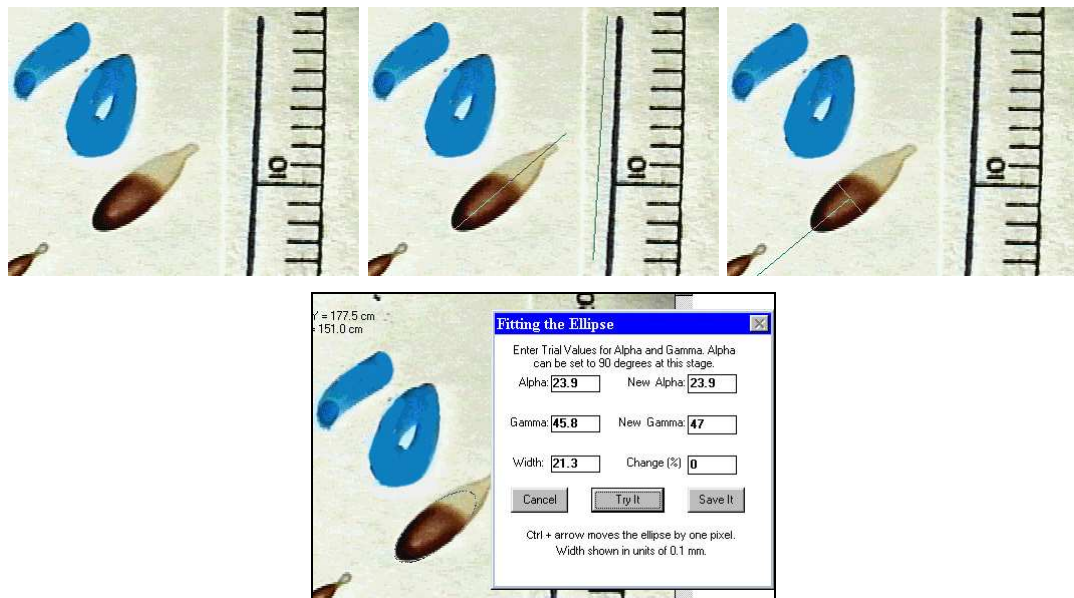 10
10
10
Y = 177.5 cm
= 151.0 cm
Fitting the Ellipse
Enter Trial Values for Alpha and Gamma. Alpha
can be set to 90 degrees at this stage.
Alpha: 23.9 New Alpha: 23.9
Gamma: 45.8 New Gamma: 47
Width: 21.3 Change (%) 0
Cancel Try It Save It
Ctrl + arrow moves the ellipse by one pixel.
Width shown in units of 0.1 mm.